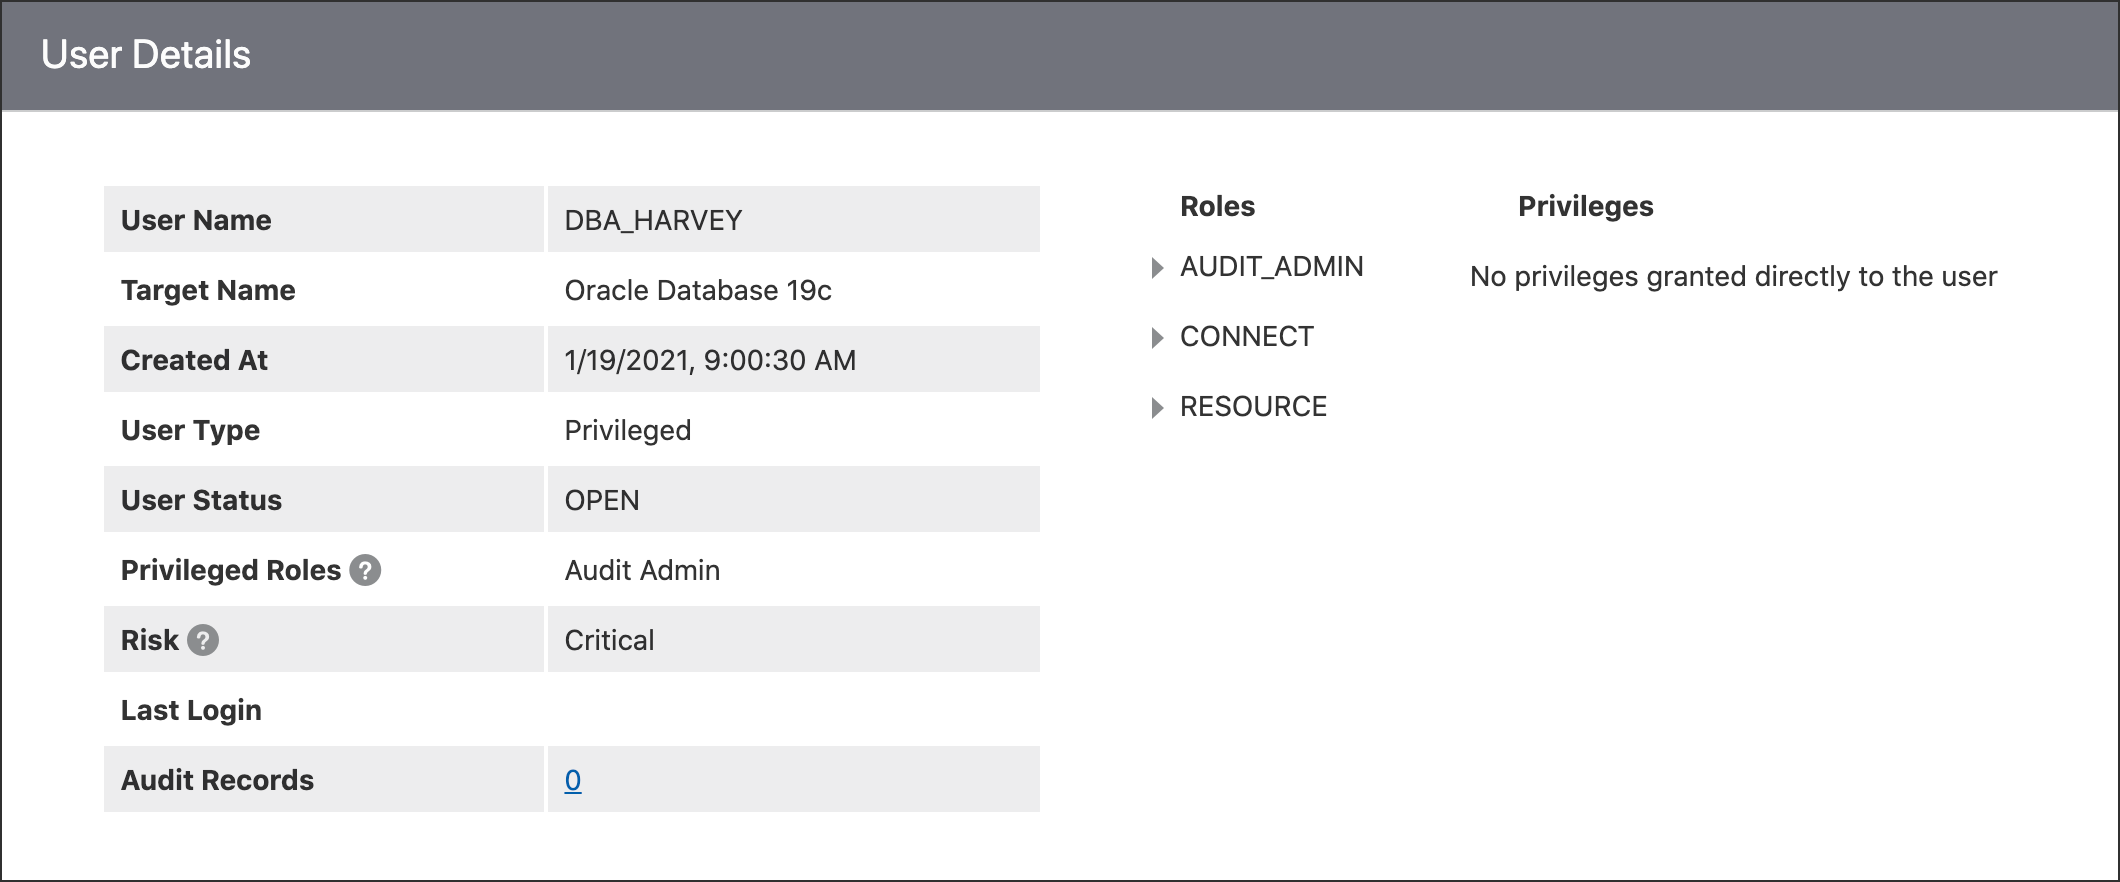 User Details
User Name DBA_HARVEY
Target Name Oracle Database 19c
Created At 1/19/2021, 9:00:30 AM
User Type Privileged
User Status OPEN
Privileged Roles ? Audit Admin
Risk ? Critical
Last Login
Audit Records 0
Roles
AUDIT_ADMIN
CONNECT
RESOURCE
Privileges
No privileges granted directly to the user